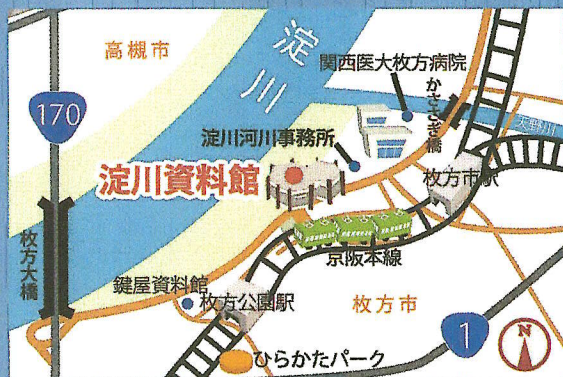 高槻市
淀川
関西医大枚方病院
170
かささぎ橋
天野川
淀川河川事務所
淀川資料館
枚方市駅
枚方大橋
京阪本線
鍵屋資料館
枚方公園駅
枚方市
1
N
ひらかたパーク